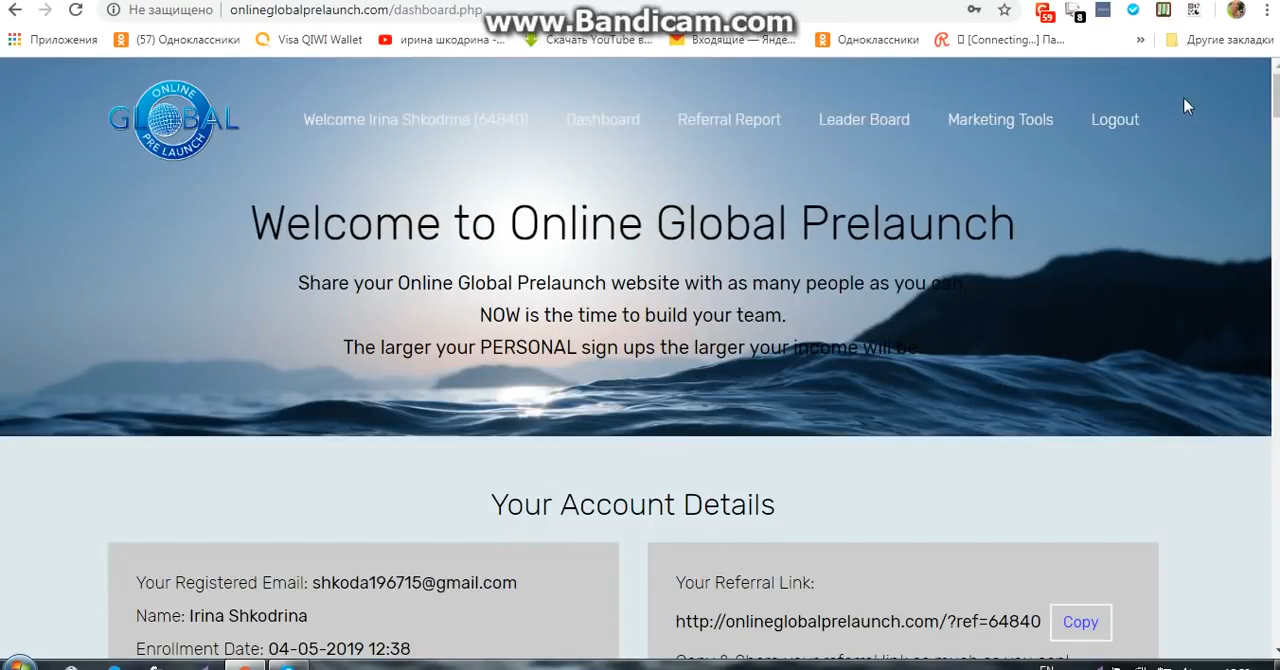 Не защищено
onlineglobalprelaunch.com/dashboard.php
www.Bandicam.com
59
8
Приложения
(57) Одноклассники
Visa QIWI Wallet
ирина шкодрина -...
Скачать YouTube в...
Входящие — Янде...
Одноклассники
[Connecting...] Па...
»
Другие закладки
ONLINE
GLOBAL
PRE LAUNCH
Welcome Irina Shkodrina (64840)
Dashboard
Referral Report
Leader Board
Marketing Tools
Logout
Welcome to Online Global Prelaunch
Share your Online Global Prelaunch website with as many people as you can.
NOW is the time to build your team.
The larger your PERSONAL sign ups the larger your income will be.
Your Account Details
Your Registered Email: shkoda196715@gmail.com
Name: Irina Shkodrina
Enrollment Date: 04-05-2019 12:38
Your Referral Link:
http://onlineglobalprelaunch.com/?ref=64840
Copy